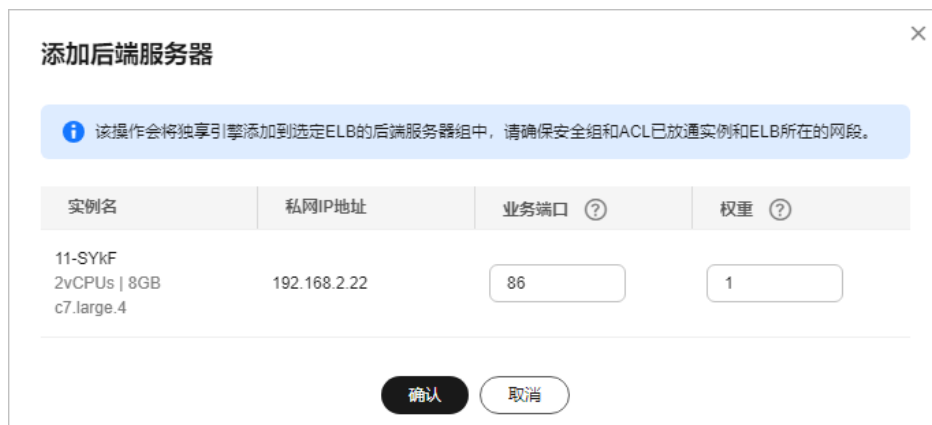 添加后端服务器
该操作会将独享引擎添加到选定ELB的后端服务器组中，请确保安全组和ACL已放通实例和ELB所在的网段。
实例名 私网IP地址 业务端口 权重
11-SYkF
2vCPUs | 8GB 192.168.2.22 86 1
c7.large.4
确认 取消